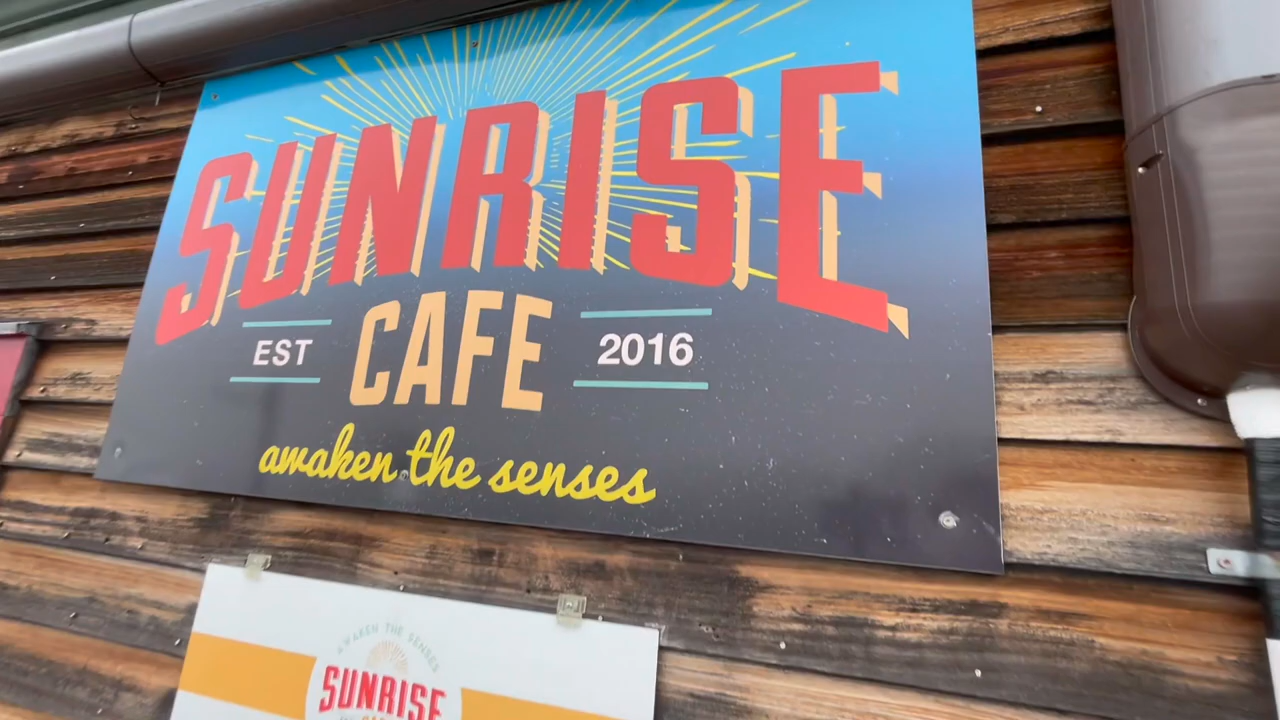 SUNRISE
EST CAFE 2016
awaken the senses
AWAKEN THE SENSES
SUNRISE